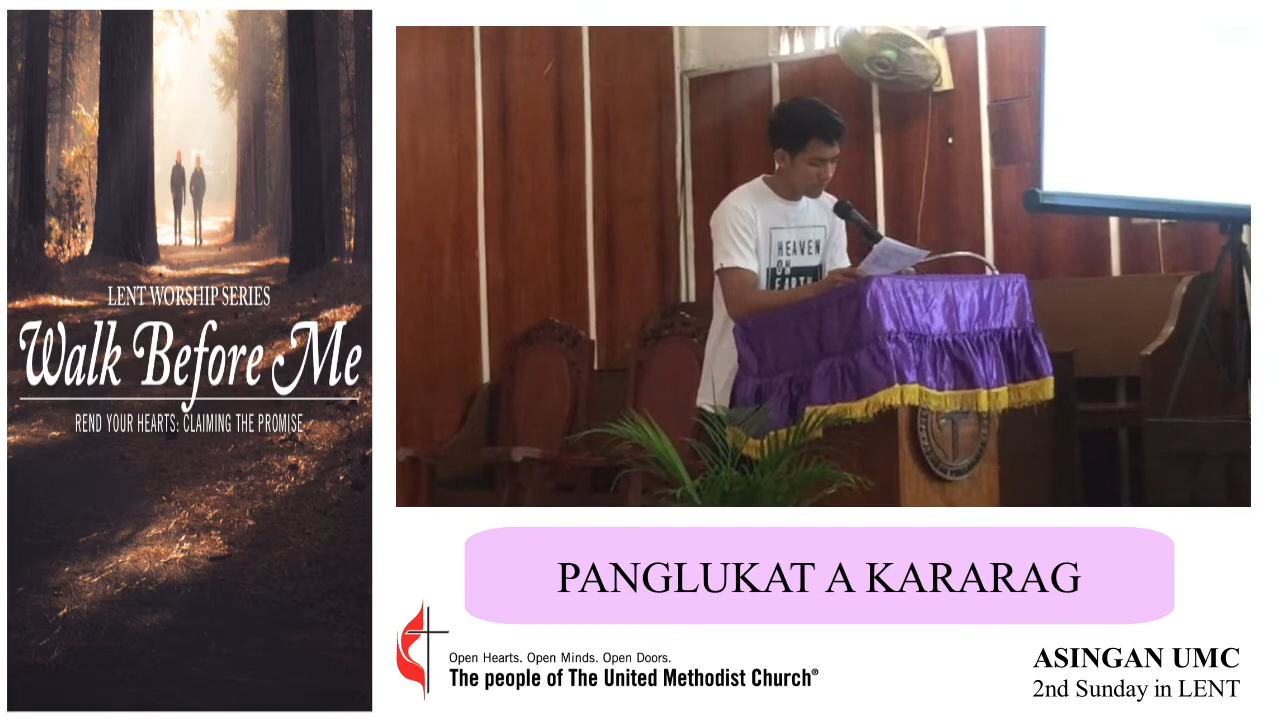 LENT WORSHIP SERIES
Walk Before Me
REND YOUR HEARTS: CLAIMING THE PROMISE
HEAVEN
ON
EARTH
PANGLUKAT A KARARAG
Open Hearts. Open Minds. Open Doors.
The people of The United Methodist Church®
ASINGAN UMC
2nd Sunday in LENT